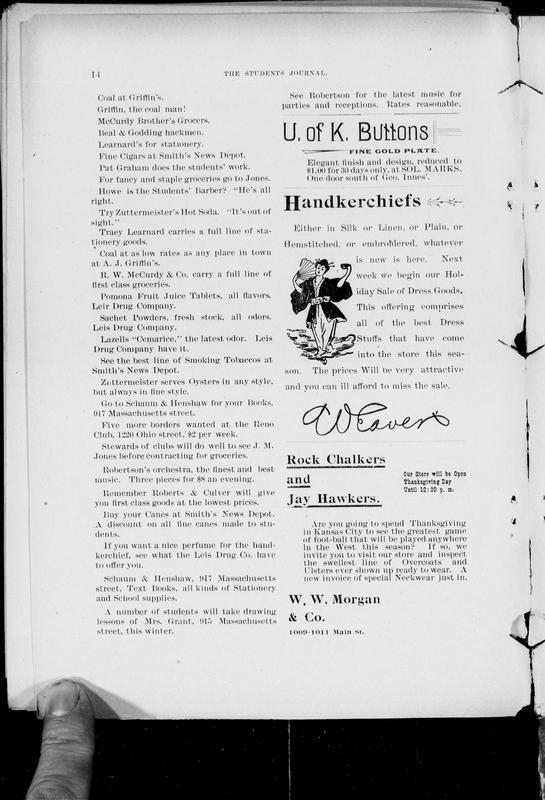 14
THE STUDENTS JOURNAL.
Coal at Griffin's.
Griffin, the coal man!
McCurdy Brother's Grocers.
Beal & Godding hackmen.
Learnard's for stationery.
Fine Cigars at Smith's News Depot.
Pat Graham does the students' work.
For fancy and staple groceries go to Jones.
Howe is the Students' Barber? "He's all
right.
Try Zuttermeister's Hot Soda. "It's out of
sight."
Tracy Learnard carries a full line of sta-
tionery goods.
Coal at as low rates as any place in town
at A. J. Griffin's.
R. W. McCurdy & Co. carry a full line of
first class groceries.
Pomona Fruit Juice Tablets, all flavors.
Leir Drug Company.
Sachet Powders, fresh stock, all odors.
Leis Drug Company.
Lazells "Cemarice," the latest odor. Leis
Drug Company have it.
See the best line of Smoking Tobaccos at
Smith's News Depot.
Zuttermeister serves Oysters in any style,
but always in fine style.
Go to Schaum & Henshaw for your Books,
917 Massachusetts street.
Five more borders wanted at the Reno
Club, 1220 Ohio street, $2 per week.
Stewards of clubs will do well to see J. M.
Jones before contracting for groceries.
Robertson's orchestra, the finest and best
music. Three pieces for $8 an evening.
Remember Roberts & Culver will give
you first class goods at the lowest prices.
Buy your Canes at Smith's News Depot.
A discount on all fine canes made to stu-
dents.
If you want a nice perfume for the hand-
kerchief, see what the Leis Drug Co. have
to offer you.
Schaum & Henshaw, 917 Massachusetts
street, Text Books, all kinds of Stationery
and School supplies.
A number of students will take drawing
lessons of Mrs. Grant, 915 Massachusetts
street, this winter.
See Robertson for the latest music for
parties and receptions. Rates reasonable.
U. of K. Buttons
FINE GOLD PLATE.
Elegant finish and design, reduced to
$1.00 for 30 days only, at SOL. MARKS.
One door south of Geo. Innes'.
Handkerchiefs
Either in Silk or Linen, or Plain, or
Hemstitched, or embroidered, whatever
is new is here. Next
week we begin our Hol-
iday Sale of Dress Goods.
This offering comprises
all of the best Dress
Stuffs that have come
into the store this sea-
son. The prices Will be very attractive
and you can ill afford to miss the sale.
Weaver's
Rock Chalkers
and
Jay Hawkers.
Our Store will be Open
Thanksgiving Day
Until 12:30 p. m.
Are you going to spend Thanksgiving
in Kansas City to see the greatest game
of foot-ball that will be played anywhere
in the West this season? If so, we
invite you to visit our store and inspect
the swellest line of Overcoats and
Ulsters ever shown up ready to wear. A
new invoice of special Neckwear just in.
W. W. Morgan
& Co.
1009-1011 Main St.